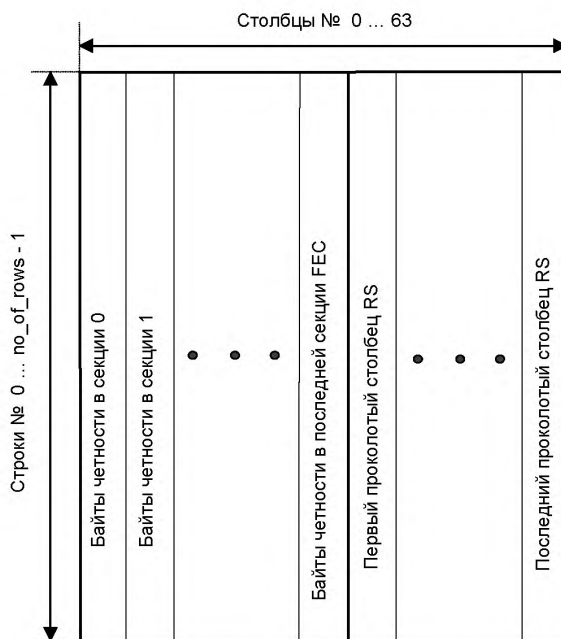 Столбцы № 0 ... 63
Строки № 0 ... no_of_rows - 1
Байты четности в секции 0
Байты четности в секции 1
Байты четности в последней секции FEC
Первый проколотый столбец RS
Последний проколотый столбец RS